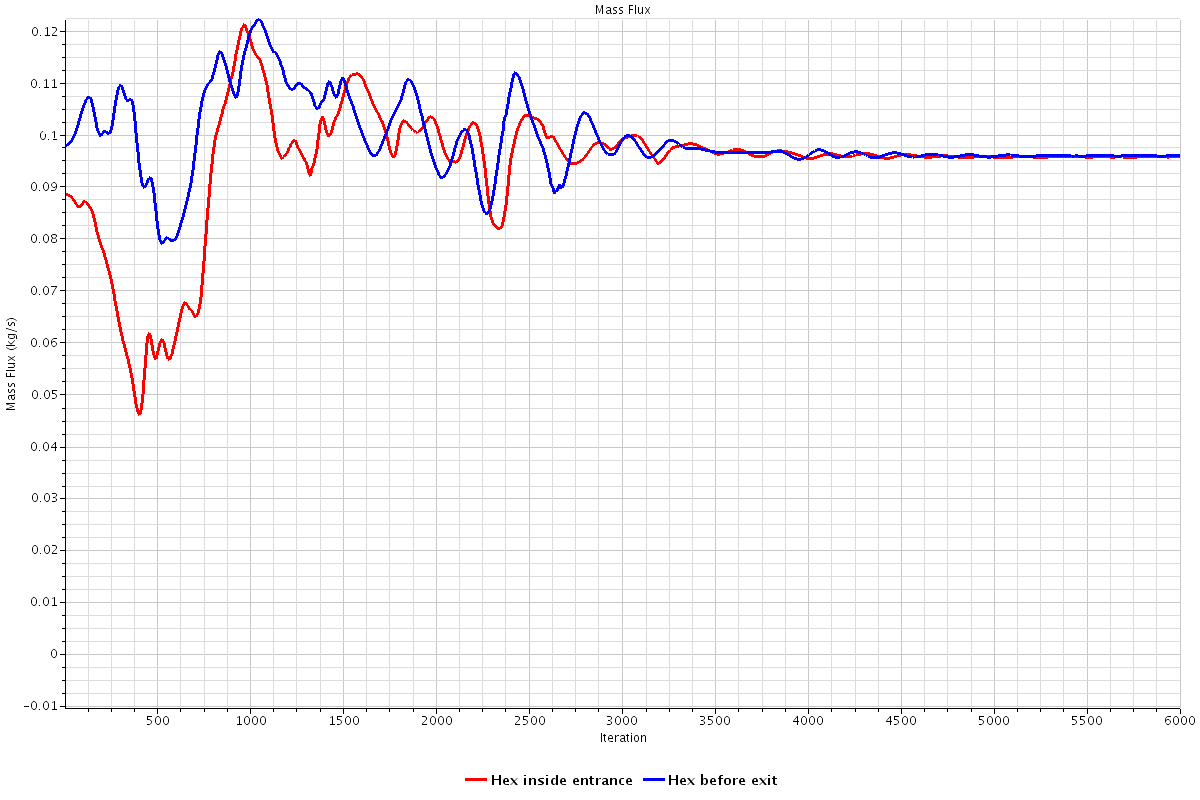 Mass Flux
0.12
0.11
0.1
0.09
0.08
0.07
0.06
0.05
0.04
0.03
0.02
0.01
0
-0.01
Mass Flux (kg/s)
500 1000 1500 2000 2500 3000 3500 4000 4500 5000 5500 6000
Iteration
Hex inside entrance Hex before exit